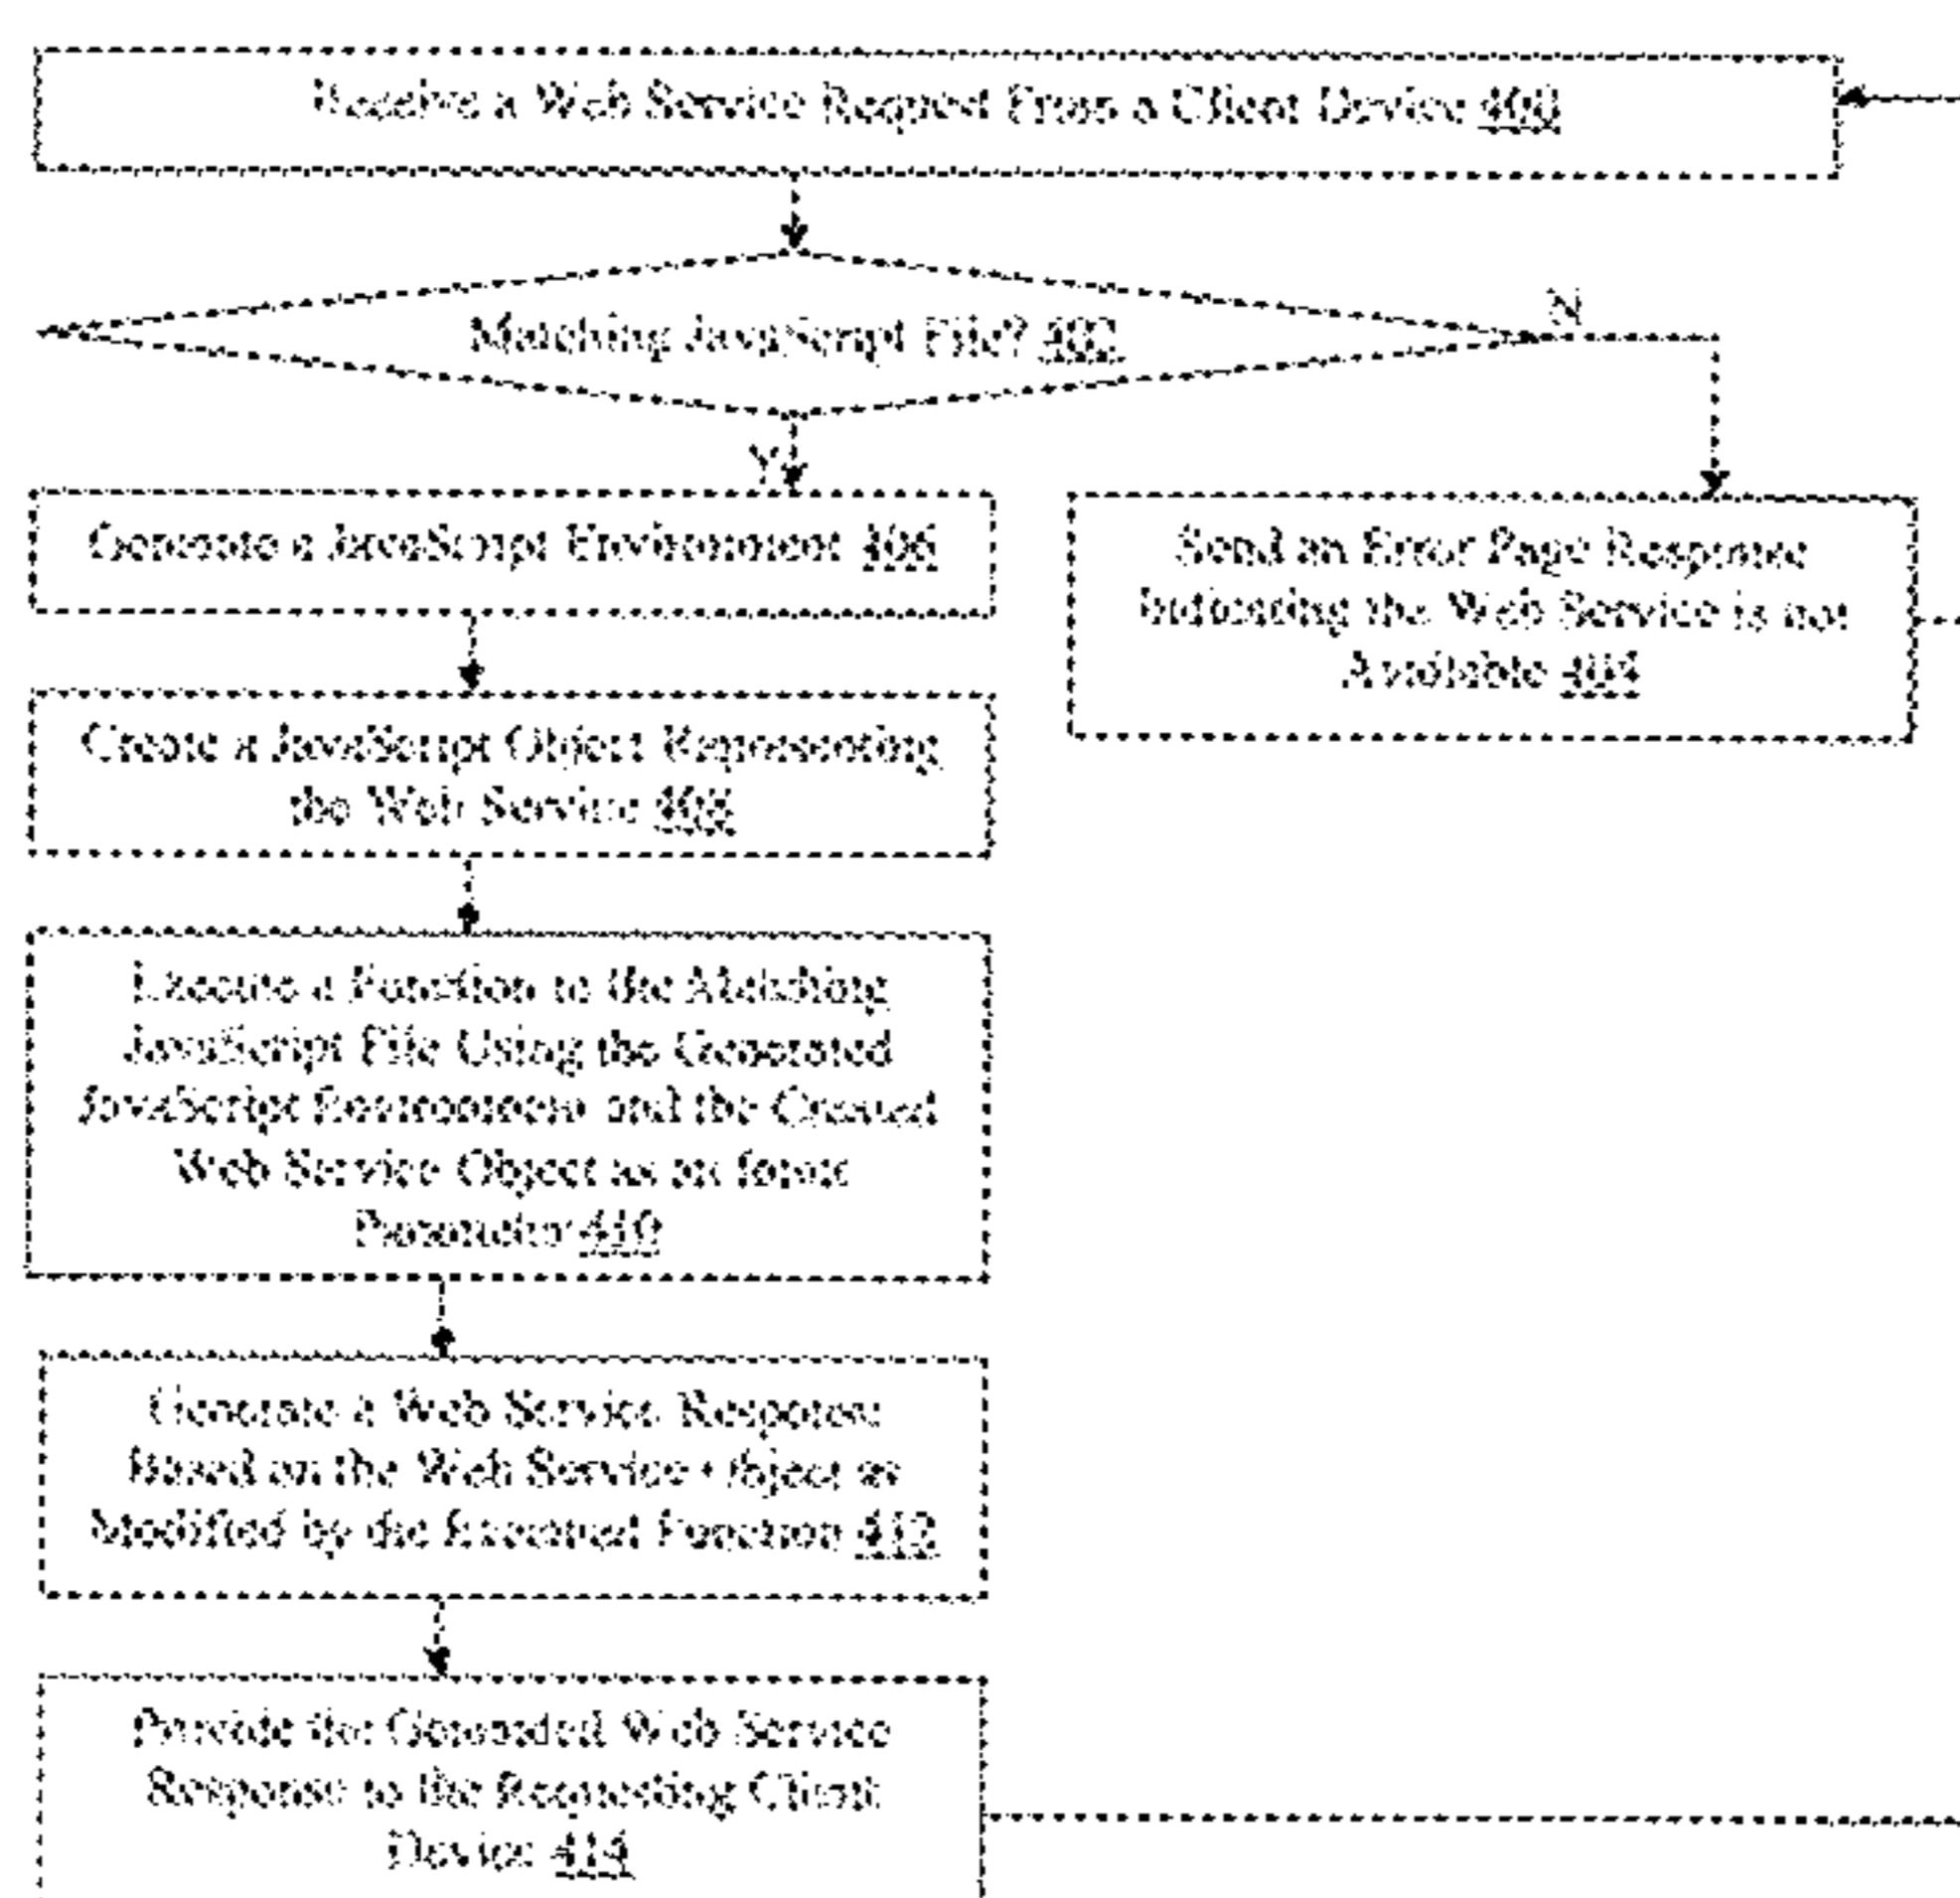 Receive a Web Service Request From a Client Device 400
Matching JavaScript File? 402
N
Y
Generate a JavaScript Environment 406
Send an Error Page Response
Indicating the Web Service is not
Available 404
Create a JavaScript Object Representing
the Web Service 408
Execute a Function in the Matching
JavaScript File Using the Generated
JavaScript Environment and the Created
Web Service Object as an Input
Parameter 410
Generate a Web Service Response
Based on the Web Service Object as
Modified by the Executed Function 412
Provide the Generated Web Service
Response to the Requesting Client
Device 414